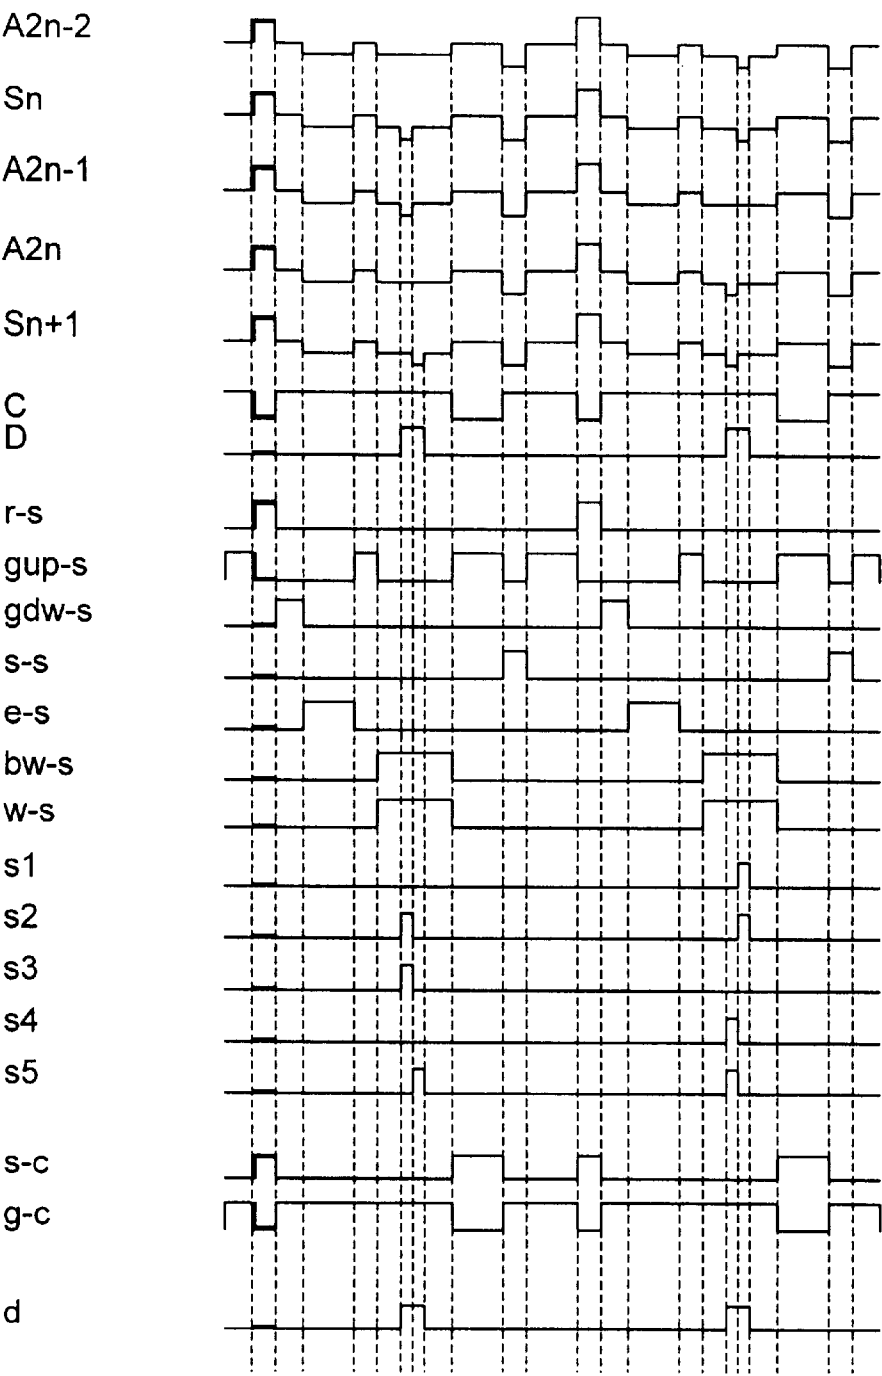 A2n-2
Sn
A2n-1
A2n
Sn+1
C
D
r-s
gup-s
gdw-s
s-s
e-s
bw-s
w-s
s1
s2
s3
s4
s5
s-c
g-c
d